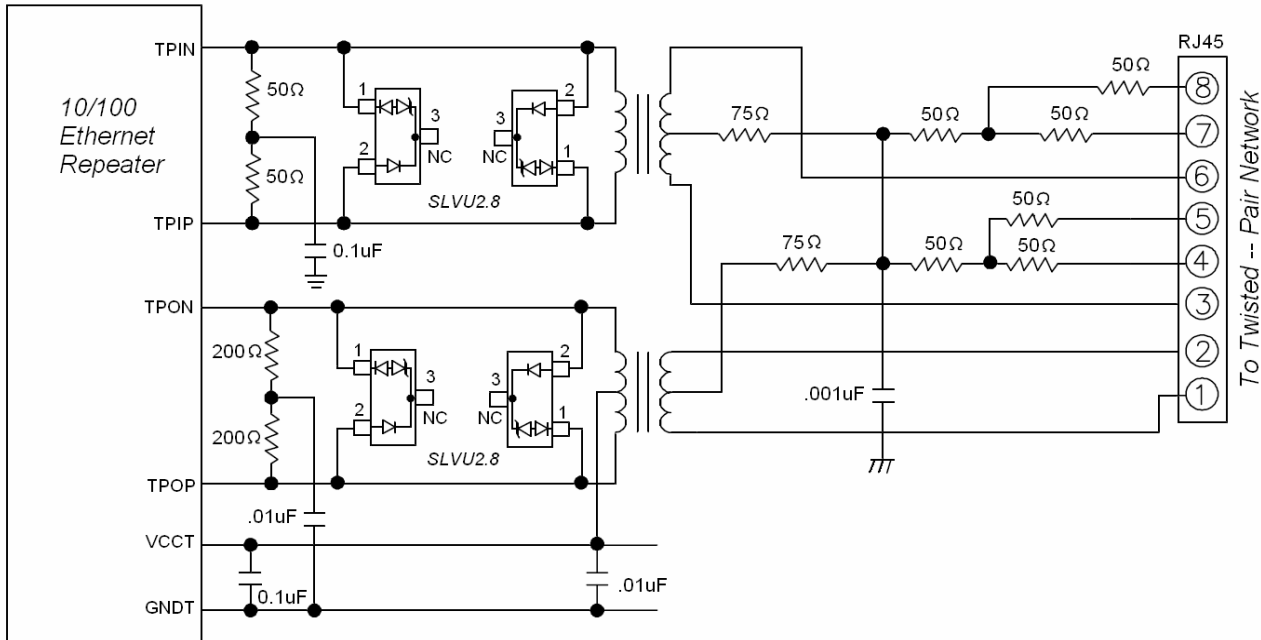 10/100
Ethernet
Repeater
TPIN
TPIP
TPON
TPOP
VCCT
GNDT
50Ω
50Ω
0.1uF
1
2
3
NC
2
3
NC
1
SLVU2.8
200Ω
200Ω
.01uF
0.1uF
1
2
3
NC
2
3
NC
1
SLVU2.8
.01uF
75Ω
50Ω
50Ω
50Ω
75Ω
50Ω
50Ω
50Ω
.001uF
RJ45
8
7
6
5
4
3
2
1
To Twisted -- Pair Network